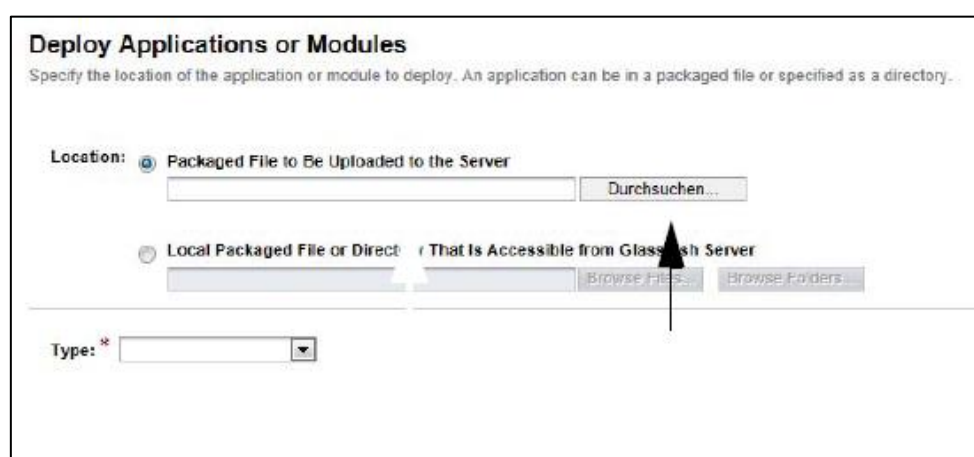 Deploy Applications or Modules
Specify the location of the application or module to deploy. An application can be in a packaged file or specified as a directory.
Location:
Packaged File to Be Uploaded to the Server
Durchsuchen...
Local Packaged File or That Is Accessible from Server
Browse Files... Browse Folders...
Type: *